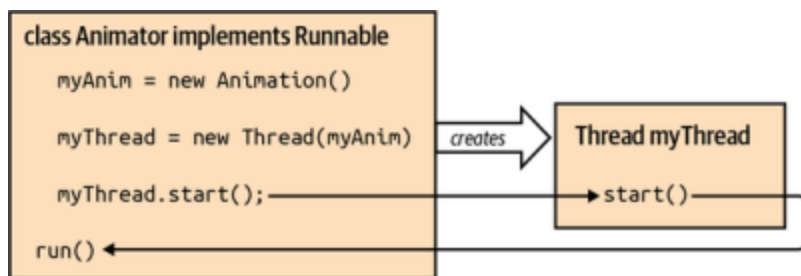 class Animator implements Runnable
myAnim = new Animation()
myThread = new Thread(myAnim)
creates
Thread myThread
myThread.start();
start()
run()